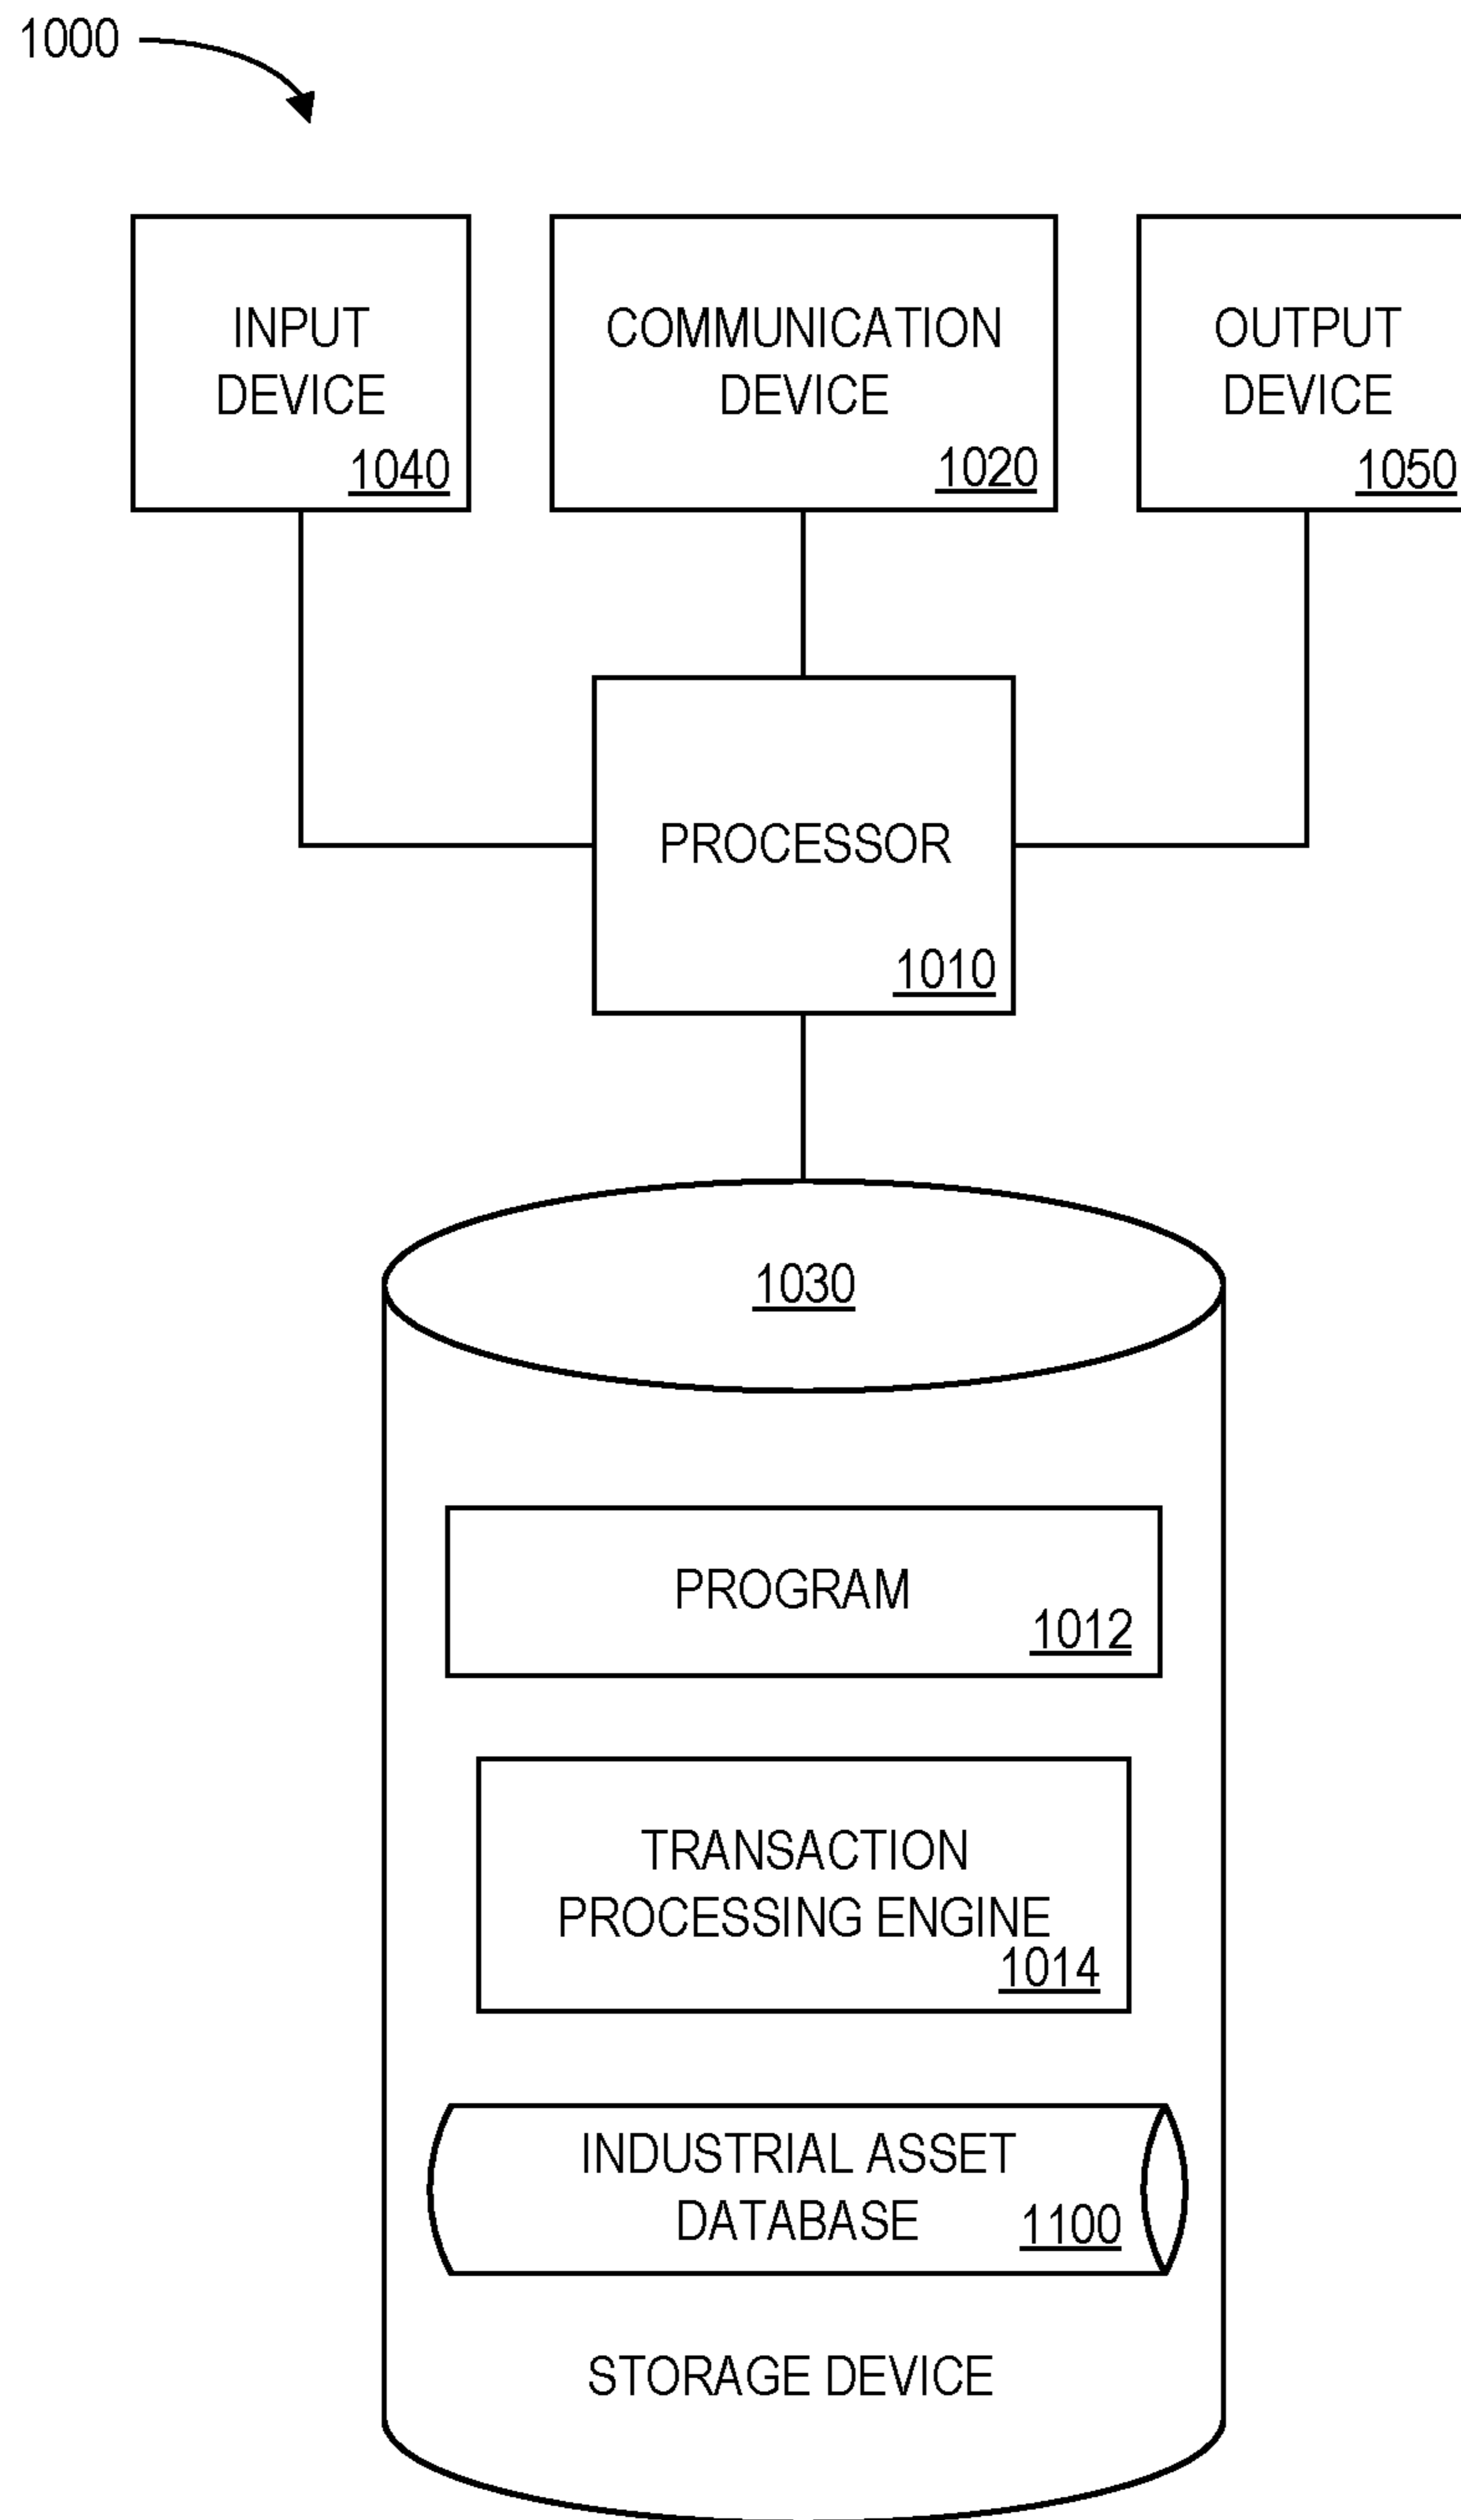 1000
INPUT
DEVICE
1040
COMMUNICATION
DEVICE
1020
OUTPUT
DEVICE
1050
PROCESSOR
1010
1030
PROGRAM
1012
TRANSACTION
PROCESSING ENGINE
1014
INDUSTRIAL ASSET
DATABASE
1100
STORAGE DEVICE